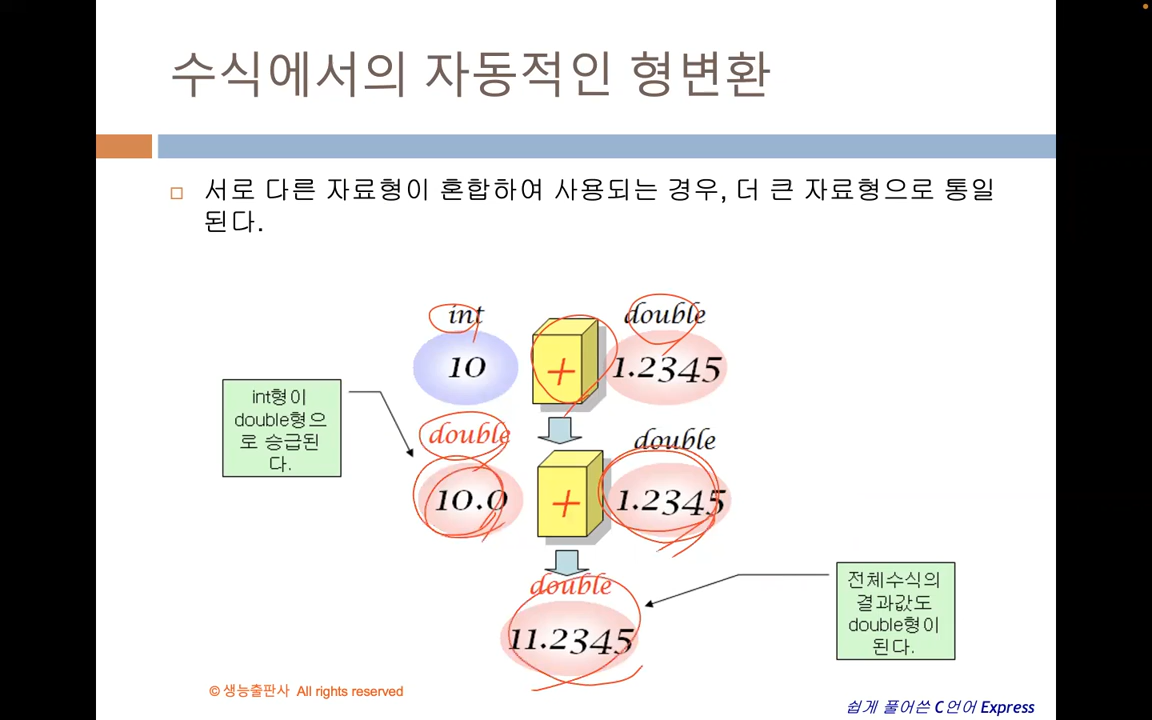 수식에서의 자동적인 형변환
서로 다른 자료형이 혼합하여 사용되는 경우, 더 큰 자료형으로 통일
된다.
int
double
10
+
1.2345
int형이
double형으
로 승급된
다.
double
double
10.0
+
1.2345
double
11.2345
전체수식의
결과값도
double형이
된다.
© 생능출판사 All rights reserved
쉽게 풀어쓴 C언어 Express